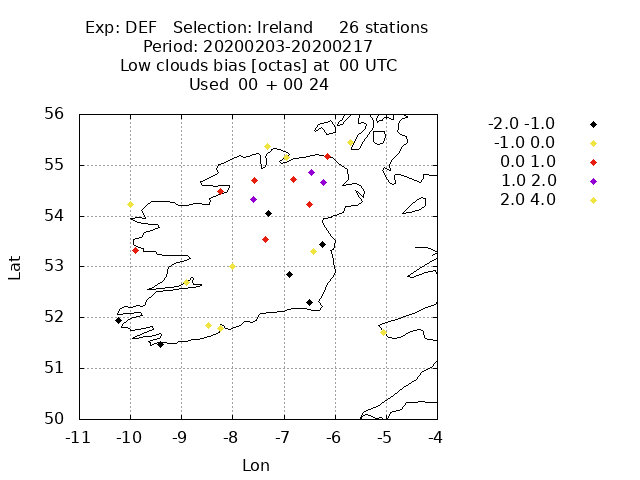 Exp: DEF   Selection: Ireland     26 stations
Period: 20200203-20200217
Low clouds bias [octas] at  00 UTC
Used  00 + 00 24
-2.0 -1.0
-1.0 0.0
0.0 1.0
1.0 2.0
2.0 4.0
56
55
54
53
52
51
50
Lat
-11 -10 -9 -8 -7 -6 -5 -4
Lon